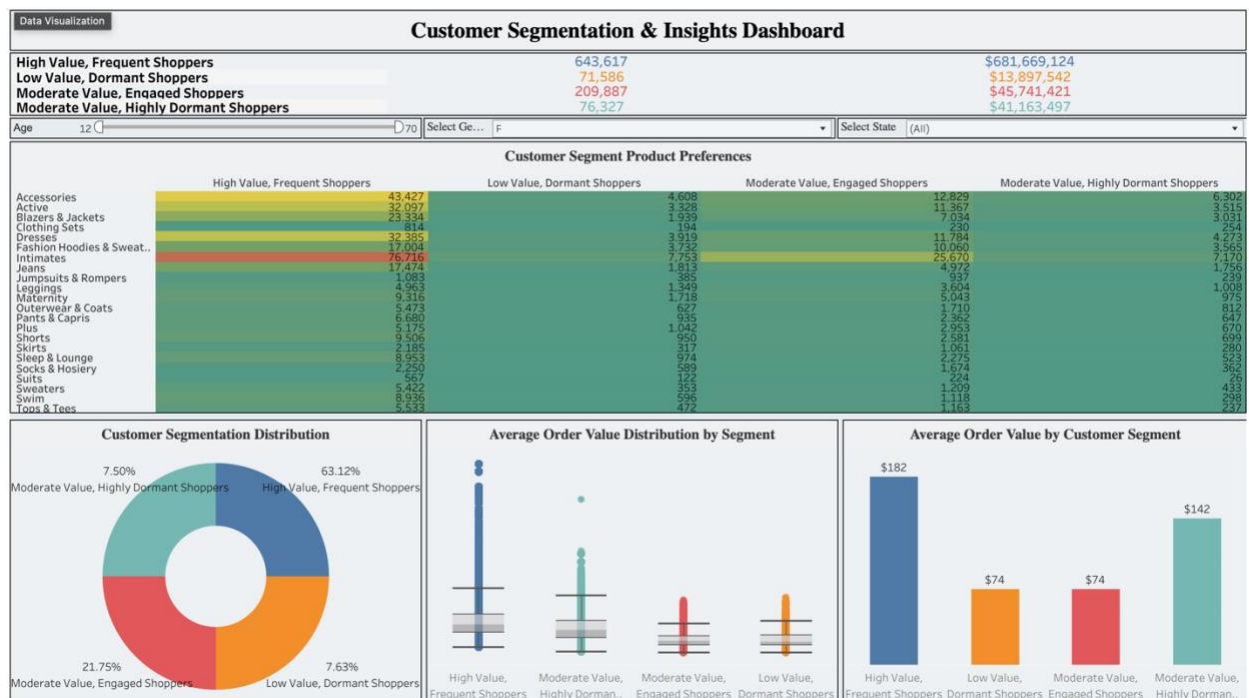 Data Visualization
Customer Segmentation & Insights Dashboard
High Value, Frequent Shoppers 643,617 $681,669,124
Low Value, Dormant Shoppers 71,586 $13,897,542
Moderate Value, Engaged Shoppers 209,887 $45,741,421
Moderate Value, Highly Dormant Shoppers 76,327 $41,163,497
Age 12 70 Select Ge... F Select State (All)
Customer Segment Product Preferences
High Value, Frequent Shoppers Low Value, Dormant Shoppers Moderate Value, Engaged Shoppers Moderate Value, Highly Dormant Shoppers
Accessories 43,427 4,608 12,829 6,302
Active 32,097 3,328 11,367 3,515
Blazers & Jackets 23,334 1,939 7,034 3,031
Clothing Sets 814 194 230 254
Dresses 32,385 3,919 11,784 4,273
Fashion Hoodies & Sweat.. 17,004 3,732 10,060 3,565
Intimates 76,716 7,753 25,670 7,170
Jeans 17,474 1,813 4,972 1,756
Jumpsuits & Rompers 1,083 385 937 239
Leggings 4,963 1,349 3,604 1,008
Maternity 9,316 1,718 5,043 975
Outerwear & Coats 5,473 627 1,710 812
Pants & Capris 6,680 935 2,362 647
Plus 5,175 1,042 2,953 670
Shorts 9,506 950 2,581 699
Skirts 2,185 317 1,061 280
Sleep & Lounge 8,953 974 2,275 523
Socks & Hosiery 2,250 589 1,674 362
Suits 567 122 224 26
Sweaters 5,422 353 1,209 433
Swim 8,936 596 1,118 298
Tops & Tees 5,533 472 1,163 237
Customer Segmentation Distribution
7.50% 63.12%
Moderate Value, Highly Dormant Shoppers High Value, Frequent Shoppers
21.75% 7.63%
Moderate Value, Engaged Shoppers Low Value, Dormant Shoppers
Average Order Value Distribution by Segment
High Value, Moderate Value, Moderate Value, Low Value,
Frequent Shoppers Highly Dorman.. Engaged Shoppers Dormant Shoppers
Average Order Value by Customer Segment
$182
$142
$74 $74
High Value, Low Value, Moderate Value, Moderate Value,
Frequent Shoppers Dormant Shoppers Engaged Shoppers Highly Dorman..